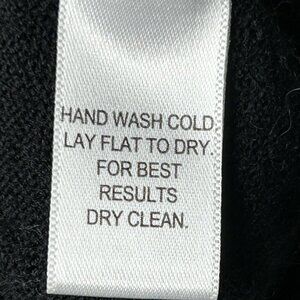 HAND WASH COLD
LAY FLAT TO DRY.
FOR BEST
RESULTS
DRY CLEAN.